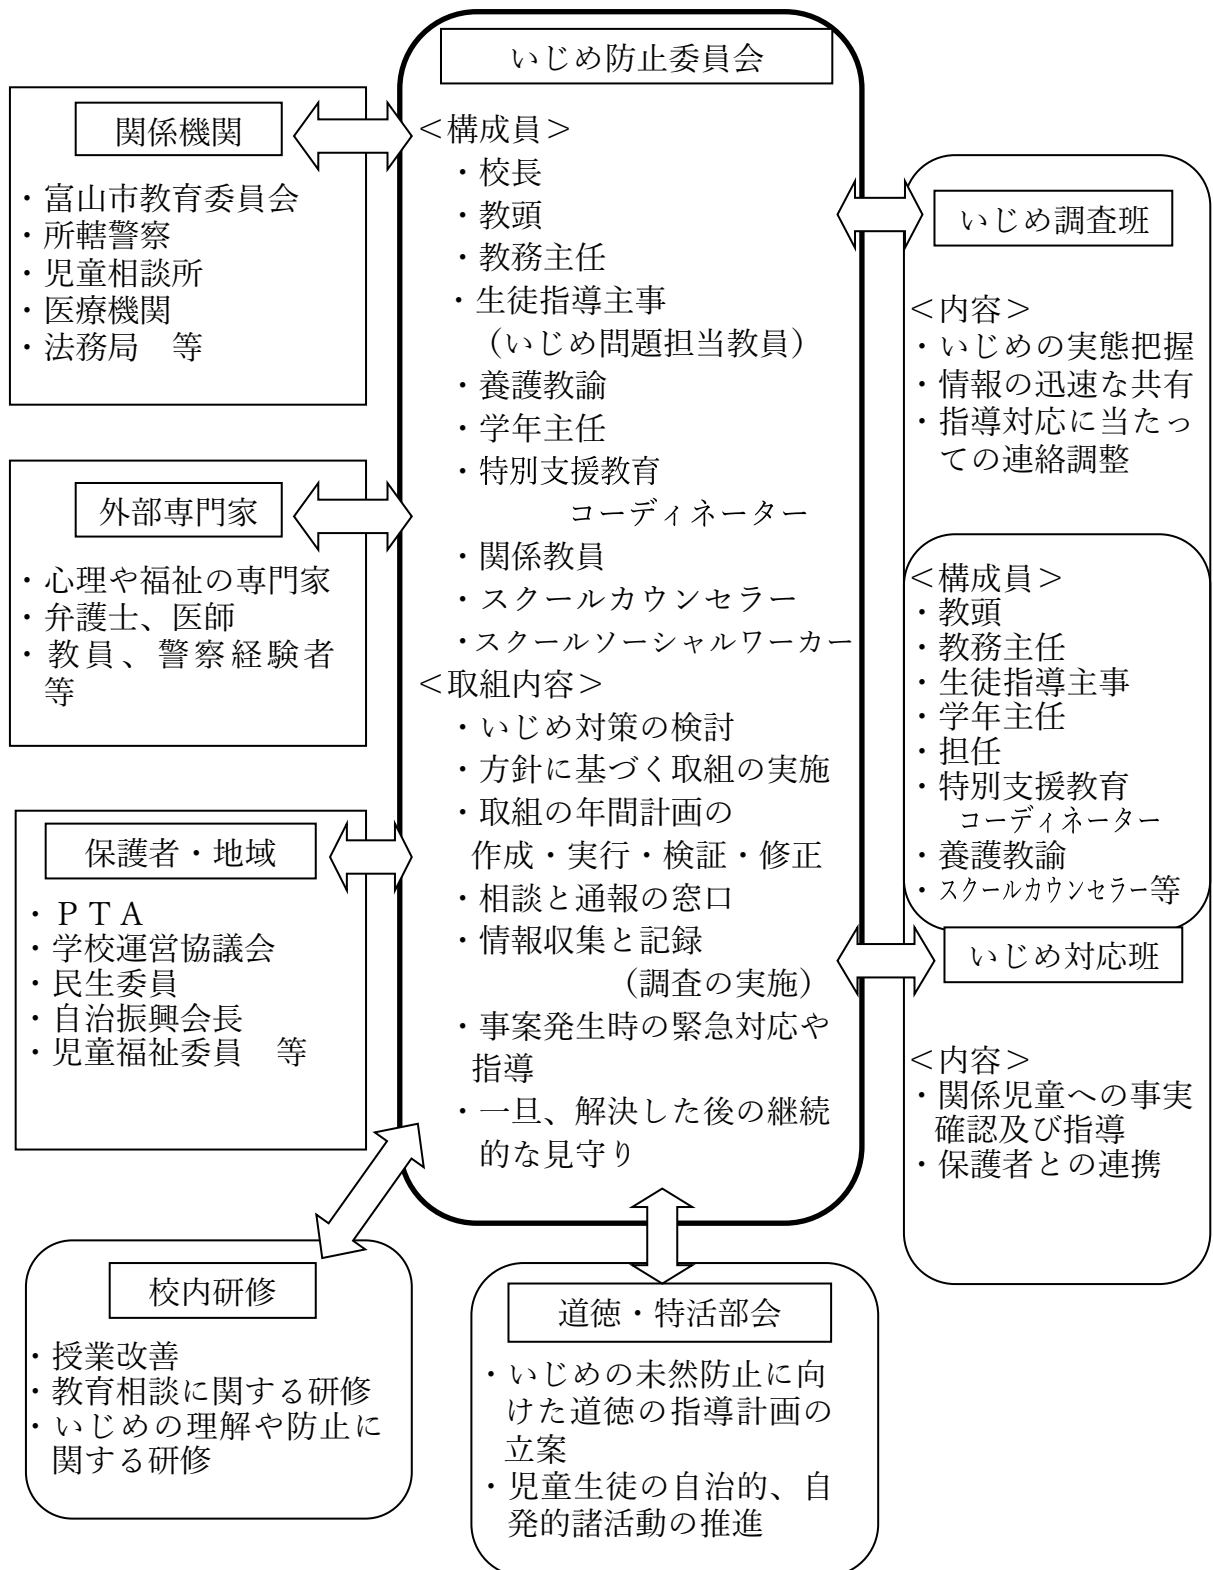 いじめ防止委員会
＜構成員＞
・校長
・教頭
・教務主任
・生徒指導主事
（いじめ問題担当教員）
・養護教諭
・学年主任
・特別支援教育
コーディネーター
・関係教員
・スクールカウンセラー
・スクールソーシャルワーカー
＜取組内容＞
・いじめ対策の検討
・方針に基づく取組の実施
・取組の年間計画の
作成・実行・検証・修正
・相談と通報の窓口
・情報収集と記録
（調査の実施）
・事案発生時の緊急対応や
指導
・一旦、解決した後の継続
的な見守り
関係機関
・富山市教育委員会
・所轄警察
・児童相談所
・医療機関
・法務局　等
外部専門家
・心理や福祉の専門家
・弁護士、医師
・教員、警察経験者
等
保護者・地域
・ＰＴＡ
・学校運営協議会
・民生委員
・自治振興会長
・児童福祉委員　等
いじめ調査班
＜内容＞
・いじめの実態把握
・情報の迅速な共有
・指導対応に当たっ
ての連絡調整
＜構成員＞
・教頭
・教務主任
・生徒指導主事
・学年主任
・担任
・特別支援教育
コーディネーター
・養護教諭
・スクールカウンセラー等
いじめ対応班
＜内容＞
・関係児童への事実
確認及び指導
・保護者との連携
校内研修
・授業改善
・教育相談に関する研修
・いじめの理解や防止に
関する研修
道徳・特活部会
・いじめの未然防止に向
けた道徳の指導計画の
立案
・児童生徒の自治的、自
発的諸活動の推進